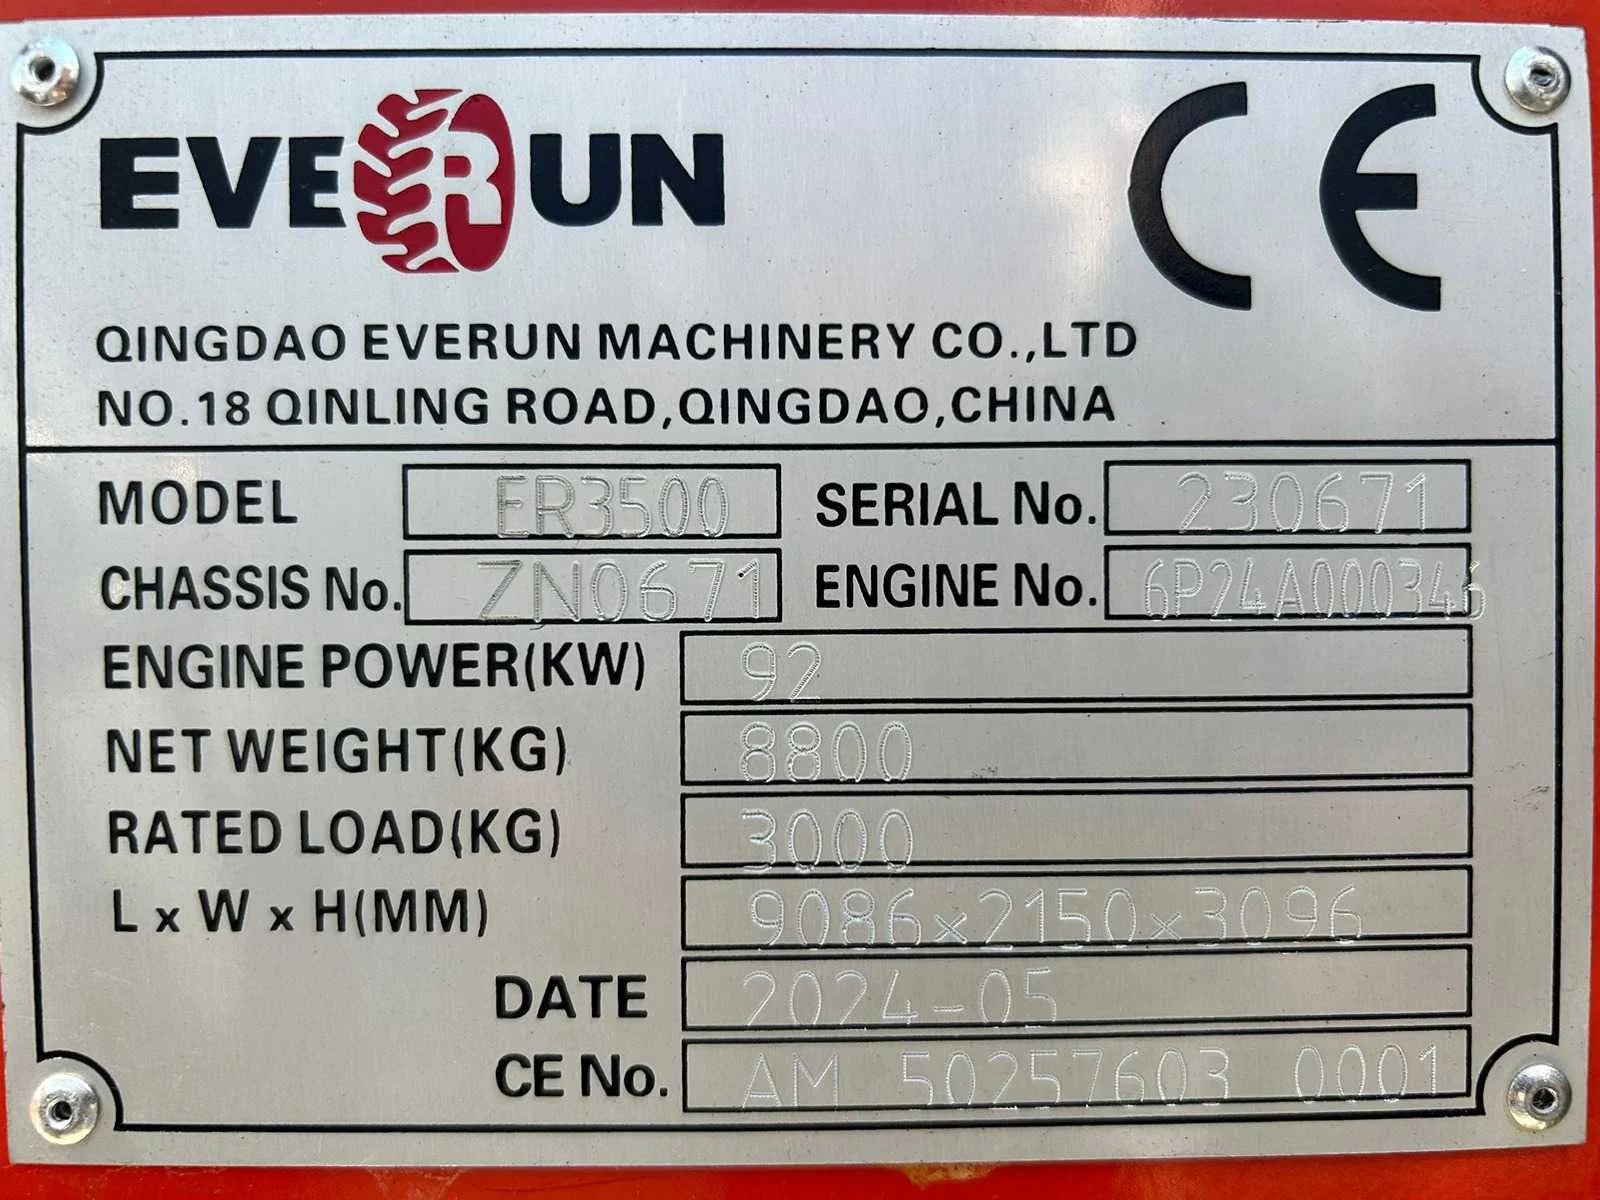 EVERUN CE
QINGDAO EVERUN MACHINERY CO.,LTD
NO.18 QINLING ROAD,QINGDAO,CHINA
MODEL ER3500 SERIAL No. 230671
CHASSIS No. ZN0671 ENGINE No. 6P24A000346
ENGINE POWER(KW) 92
NET WEIGHT(KG) 8800
RATED LOAD(KG) 3000
L x W x H(MM) 9086x2150x3096
DATE 2024-05
CE No. AM 50257603 0001